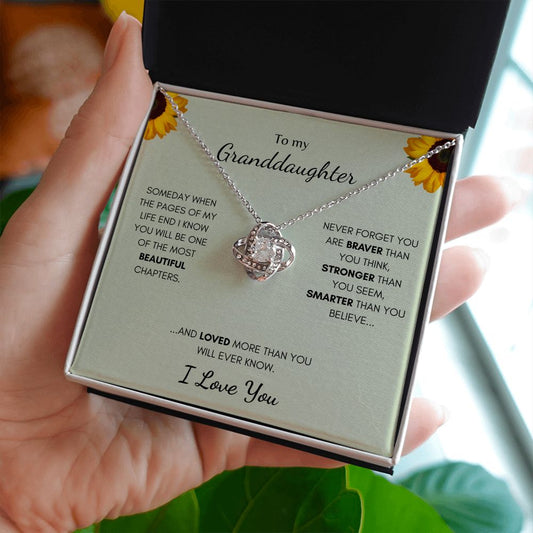 To my
Granddaughter
SOMEDAY WHEN
THE PAGES OF MY
LIFE END I KNOW
YOU WILL BE ONE
OF THE MOST
BEAUTIFUL
CHAPTERS.
NEVER FORGET YOU
ARE BRAVER THAN
YOU THINK,
STRONGER THAN
YOU SEEM,
SMARTER THAN YOU
BELIEVE...
...AND LOVED MORE THAN YOU
WILL EVER KNOW.
I Love You